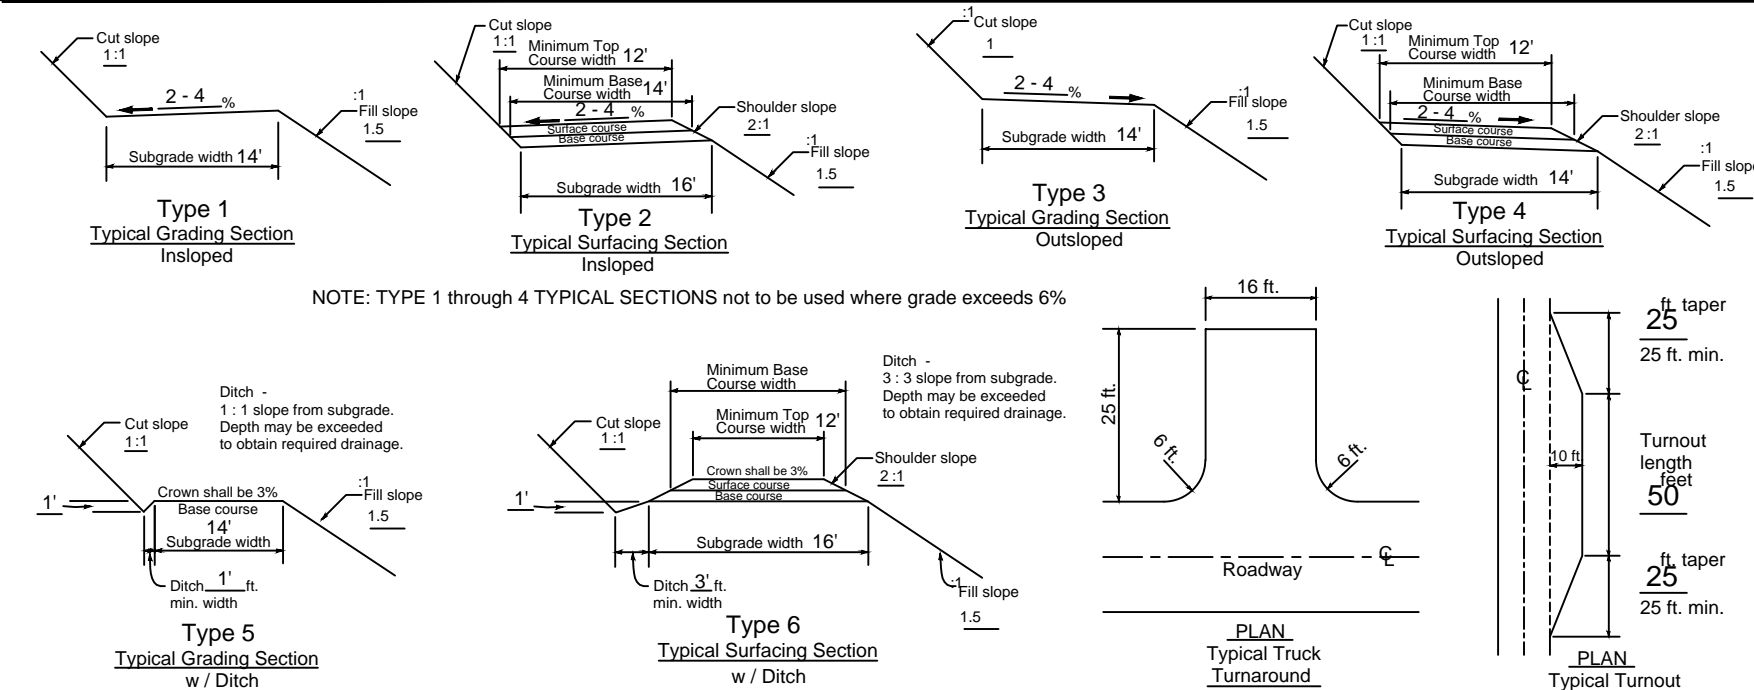 Cut slope
1:1
2 - 4 %
:1
Fill slope
1.5
Subgrade width 14'
Type 1
Typical Grading Section
Insloped
Cut slope
1:1
Minimum Top
Course width 12'
Minimum Base
Course width 14'
2 - 4 %
Surface course
Base course
Shoulder slope
2:1
:1
Fill slope
1.5
Subgrade width 16'
Type 2
Typical Surfacing Section
Insloped
:1
Cut slope
1
2 - 4 %
:1
Fill slope
1.5
Subgrade width 14'
Type 3
Typical Grading Section
Outsloped
Cut slope
1:1
Minimum Top
Course width 12'
Minimum Base
Course width
2 - 4 %
Surface course
Base course
Shoulder slope
2:1
:1
Fill slope
1.5
Subgrade width 14'
Type 4
Typical Surfacing Section
Outsloped
NOTE: TYPE 1 through 4 TYPICAL SECTIONS not to be used where grade exceeds 6%
Ditch -
1 : 1 slope from subgrade.
Depth may be exceeded
to obtain required drainage.
Cut slope
1:1
1'
Crown shall be 3%
Base course
14'
Subgrade width
:1
Fill slope
1.5
Ditch 1' ft.
min. width
Type 5
Typical Grading Section
w / Ditch
Ditch -
3 : 3 slope from subgrade.
Depth may be exceeded
to obtain required drainage.
Minimum Base
Course width
Minimum Top
Course width 12'
Cut slope
1:1
1'
Crown shall be 3%
Surface course
Base course
Shoulder slope
2:1
Subgrade width 16'
Ditch 3' ft.
min. width
:1
Fill slope
1.5
Type 6
Typical Surfacing Section
w / Ditch
16 ft.
25 ft.
6 ft.
6 ft.
CL
Roadway
PLAN
Typical Truck
Turnaround
CL
ft. taper
25
25 ft. min.
10 ft
Turnout
length
feet
50
ft. taper
25
25 ft. min.
PLAN
Typical Turnout